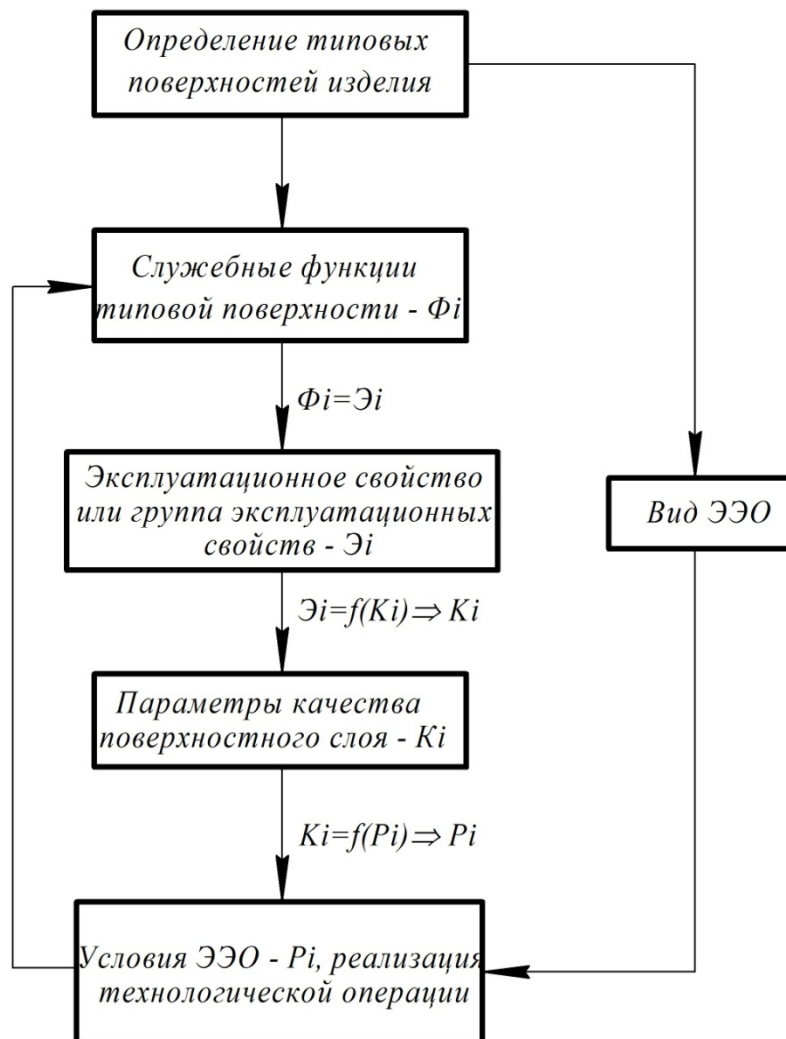 Определение типовых
поверхностей изделия
Служебные функции
типовой поверхности - Фi
Фi=Эi
Эксплуатационное свойство
или группа эксплуатационных
свойств - Эi
Вид ЭЭО
Эi=f(Ki)⇒Ki
Параметры качества
поверхностного слоя - Кi
Ki=f(Pi)⇒Pi
Условия ЭЭО - Pi, реализация
технологической операции